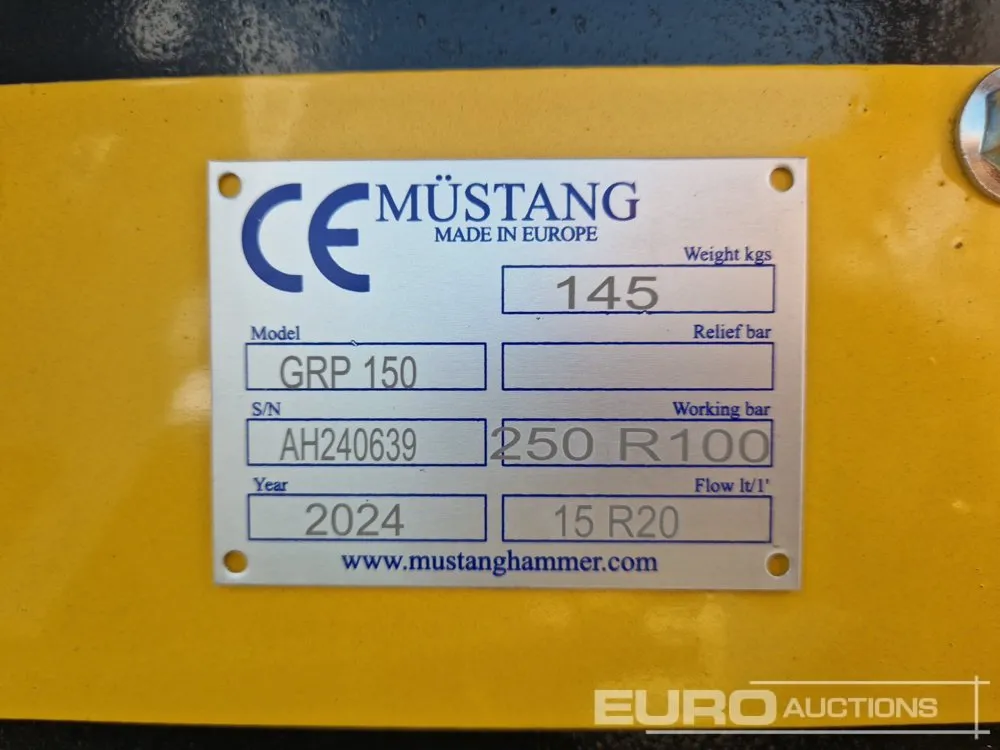 CE MÜSTANG
MADE IN EUROPE
Weight kgs
145
Model
GRP 150
Relief bar
S/N
AH240639
Working bar
250 R100
Year
2024
Flow lt/1'
15 R20
www.mustanghammer.com
EURO AUCTIONS